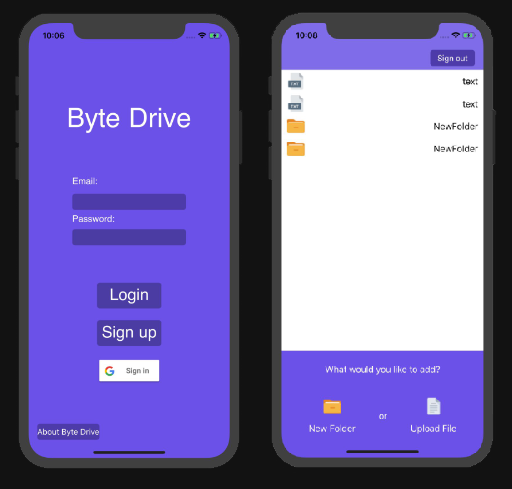 10:06
Byte Drive
Email:
Password:
Login
Sign up
Sign in
About Byte Drive
10:08
Sign out
TXT text
TXT text
NewFolder
NewFolder
What would you like to add?
or
New Folder
Upload File